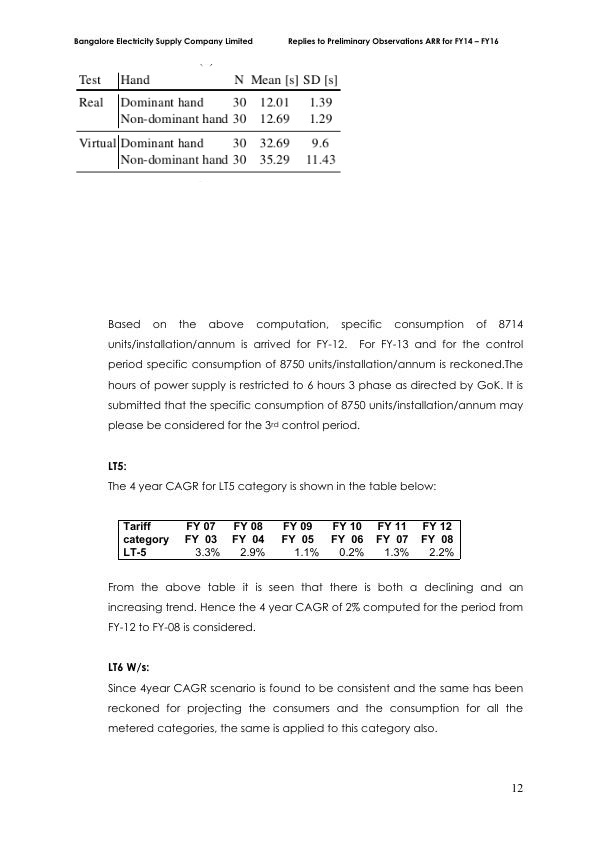 Bangalore Electricity Supply Company Limited Replies to Preliminary Observations ARR for FY14 – FY16
Test Hand N Mean [s] SD [s]
Real Dominant hand 30 12.01 1.39
Non-dominant hand 30 12.69 1.29
Virtual Dominant hand 30 32.69 9.6
Non-dominant hand 30 35.29 11.43
Based on the above computation, specific consumption of 8714
units/installation/annum is arrived for FY-12. For FY-13 and for the control
period specific consumption of 8750 units/installation/annum is reckoned.The
hours of power supply is restricted to 6 hours 3 phase as directed by GoK. It is
submitted that the specific consumption of 8750 units/installation/annum may
please be considered for the 3rd control period.
LT5:
The 4 year CAGR for LT5 category is shown in the table below:
Tariff FY 07 FY 08 FY 09 FY 10 FY 11 FY 12
category FY 03 FY 04 FY 05 FY 06 FY 07 FY 08
LT-5 3.3% 2.9% 1.1% 0.2% 1.3% 2.2%
From the above table it is seen that there is both a declining and an
increasing trend. Hence the 4 year CAGR of 2% computed for the period from
FY-12 to FY-08 is considered.
LT6 W/s:
Since 4year CAGR scenario is found to be consistent and the same has been
reckoned for projecting the consumers and the consumption for all the
metered categories, the same is applied to this category also.
12